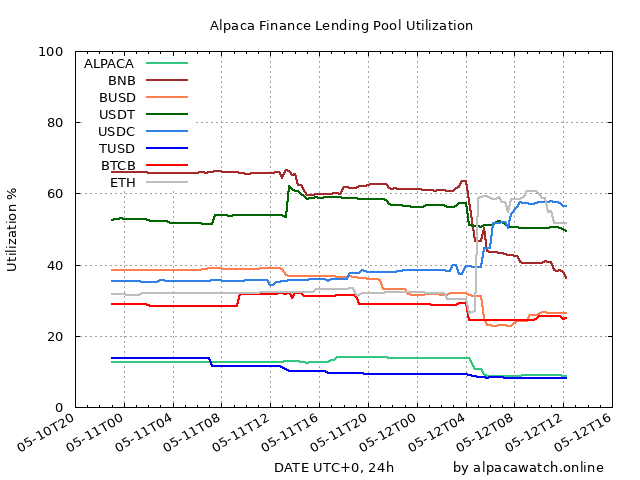 Alpaca Finance Lending Pool Utilization
100
80
60
40
20
0
Utilization %
ALPACA
BNB
BUSD
USDT
USDC
TUSD
BTCB
ETH
05-10T20
05-11T00
05-11T04
05-11T08
05-11T12
05-11T16
05-11T20
05-12T00
05-12T04
05-12T08
05-12T12
05-12T16
DATE UTC+0, 24h
by alpacawatch.online